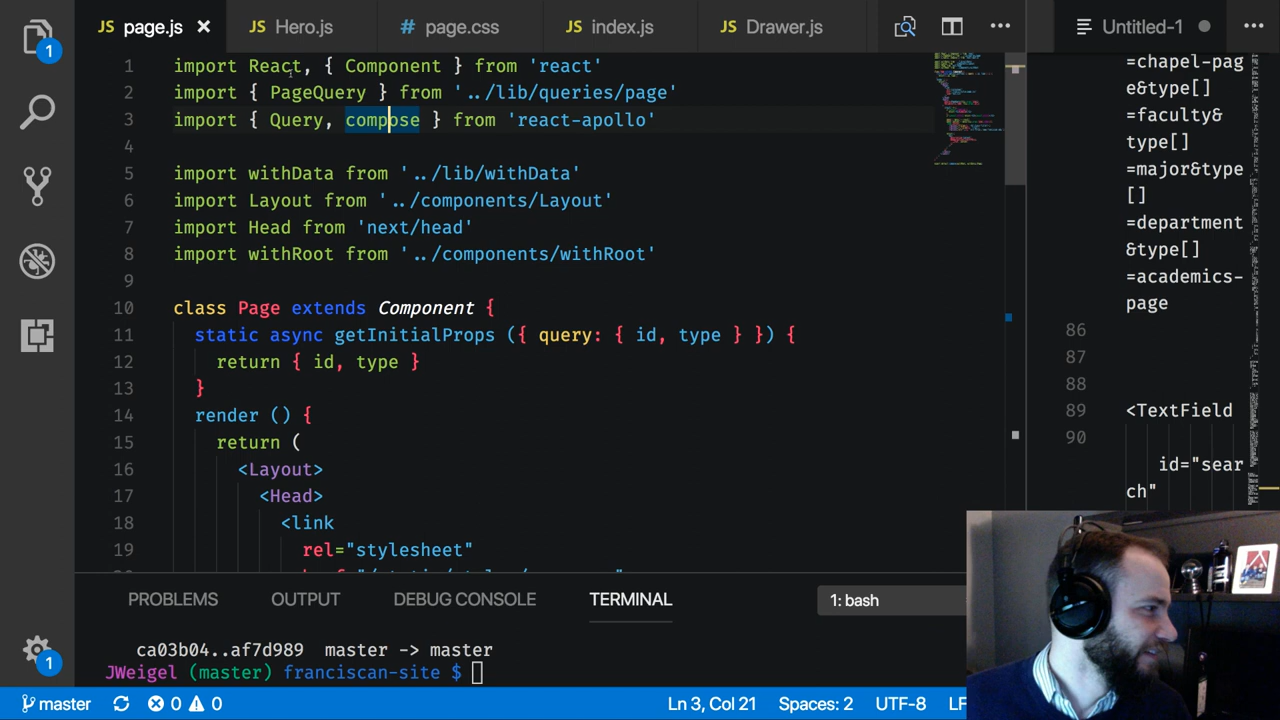 JS page.js × JS Hero.js # page.css JS index.js JS Drawer.js
Untitled-1
1
1 import React, { Component } from 'react'
2 import { PageQuery } from '../lib/queries/page'
3 import { Query, compose } from 'react-apollo'
4
5 import withData from '../lib/withData'
6 import Layout from '../components/Layout'
7 import Head from 'next/head'
8 import withRoot from '../components/withRoot'
9
10 class Page extends Component {
11 static async getInitialProps ({ query: { id, type } }) {
12 return { id, type }
13 }
14 render () {
15 return (
16 <Layout>
17 <Head>
18 <link
19 rel="stylesheet"
=chapel-pag
e&type[]
=faculty&
type[]
=major&type
[]
=department
&type[]
=academics-
page
86
87
88
89 <TextField
90
id="sear
ch"
PROBLEMS OUTPUT DEBUG CONSOLE TERMINAL 1: bash
ca03b04..af7d989 master -> master
JWeigel (master) franciscan-site $
1
master 0 0 Ln 3, Col 21 Spaces: 2 UTF-8 LF